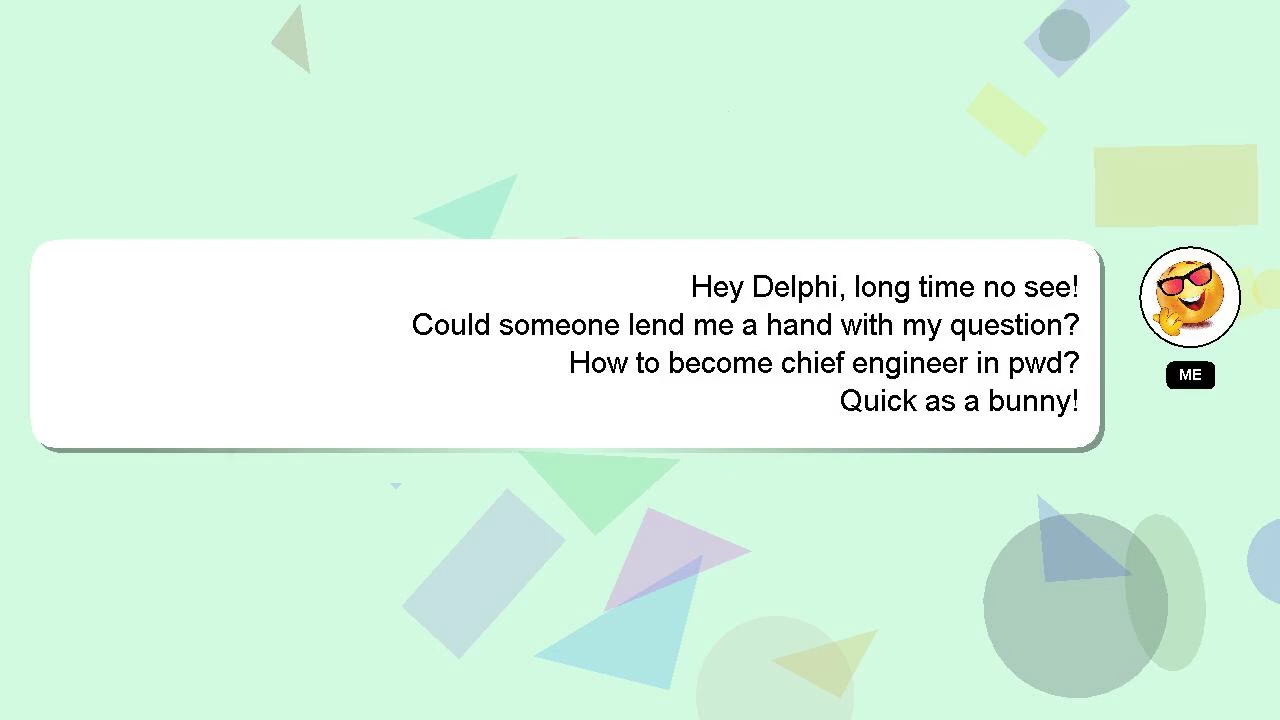 Hey Delphi, long time no see!
Could someone lend me a hand with my question?
How to become chief engineer in pwd?
Quick as a bunny!
ME